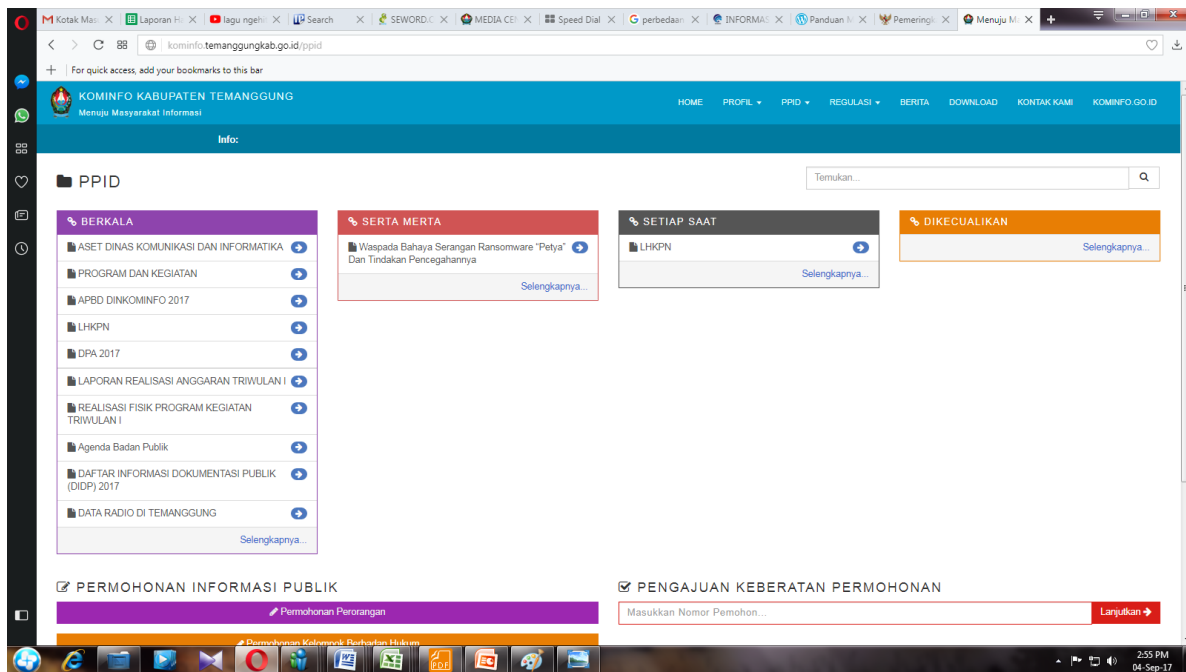 Kotak Mas
Laporan H
lagu ngeh
Search
SEWORD.C
MEDIA CEN
Speed Dial
perbedaan
INFORMAS
Panduan M
Pemeringk
Menuju M
kominfo.temanggungkab.go.id/ppid
For quick access, add your bookmarks to this bar
KOMINFO KABUPATEN TEMANGGUNG
Menuju Masyarakat Informasi
HOME PROFIL PPID REGULASI BERITA DOWNLOAD KONTAK KAMI KOMINFO.GO.ID
Info:
PPID
Temukan...
BERKALA
ASET DINAS KOMUNIKASI DAN INFORMATIKA
PROGRAM DAN KEGIATAN
APBD DINKOMINFO 2017
LHKPN
DPA 2017
LAPORAN REALISASI ANGGARAN TRIWULAN I
REALISASI FISIK PROGRAM KEGIATAN
TRIWULAN I
Agenda Badan Publik
DAFTAR INFORMASI DOKUMENTASI PUBLIK
(DIDP) 2017
DATA RADIO DI TEMANGGUNG
Selengkapnya...
SERTA MERTA
Waspada Bahaya Serangan Ransomware “Petya”
Dan Tindakan Pencegahannya
Selengkapnya...
SETIAP SAAT
LHKPN
Selengkapnya...
DIKECUALIKAN
Selengkapnya...
PERMOHONAN INFORMASI PUBLIK
Permohonan Perorangan
Permohonan Kelompok Berbadan Hukum
PENGAJUAN KEBERATAN PERMOHONAN
Masukkan Nomor Pemohon...
Lanjutkan
2:55 PM
04-Sep-17